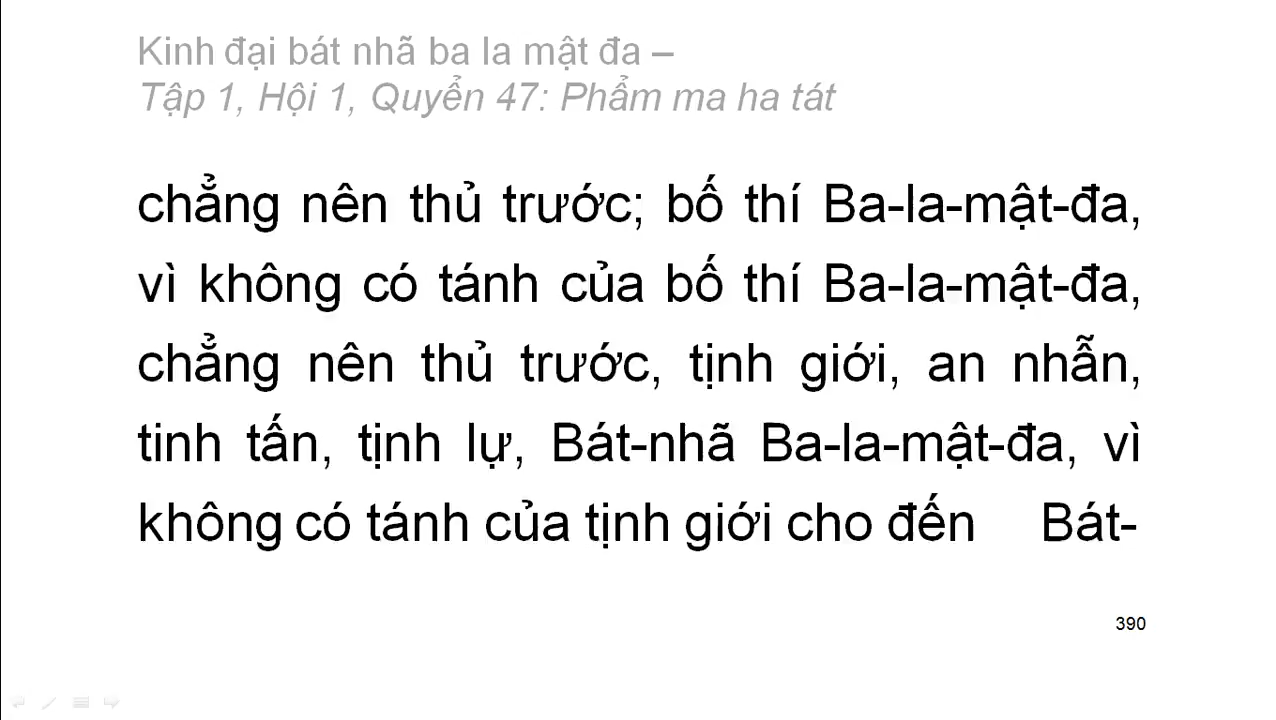 Kinh đại bát nhã ba la mật đa –
Tập 1, Hội 1, Quyển 47: Phẩm ma ha tát
chẳng nên thủ trước; bố thí Ba-la-mật-đa,
vì không có tánh của bố thí Ba-la-mật-đa,
chẳng nên thủ trước, tịnh giới, an nhẫn,
tinh tấn, tịnh lự, Bát-nhã Ba-la-mật-đa, vì
không có tánh của tịnh giới cho đến Bát-
390